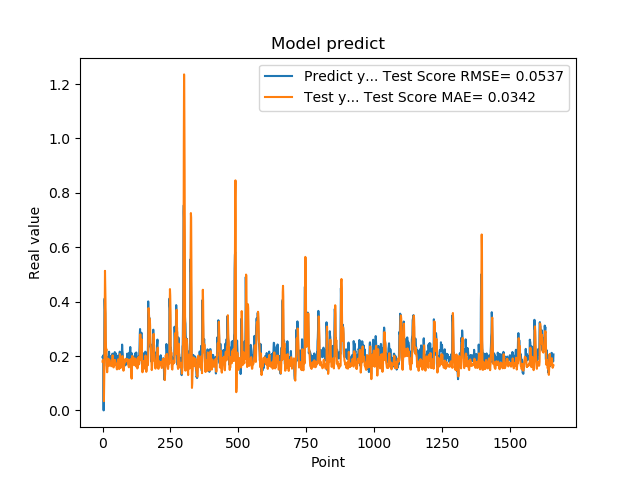 Model predict
Predict y... Test Score RMSE= 0.0537
Test y... Test Score MAE= 0.0342
1.2
1.0
0.8
0.6
0.4
0.2
0.0
Real value
0 250 500 750 1000 1250 1500
Point